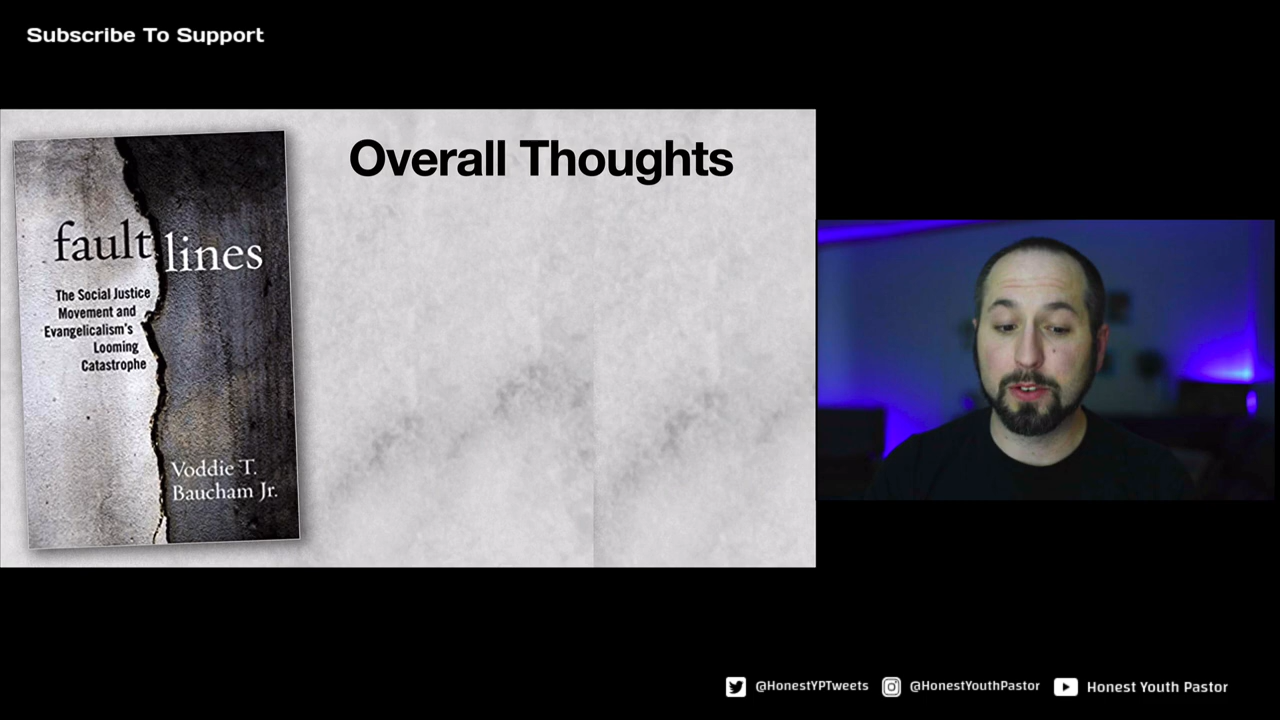 Subscribe To Support
Overall Thoughts
fault lines
The Social Justice
Movement and
Evangelicalism's
Looming
Catastrophe
Voddie T.
Baucham Jr.
@HonestYPTweets @HonestYouthPastor Honest Youth Pastor